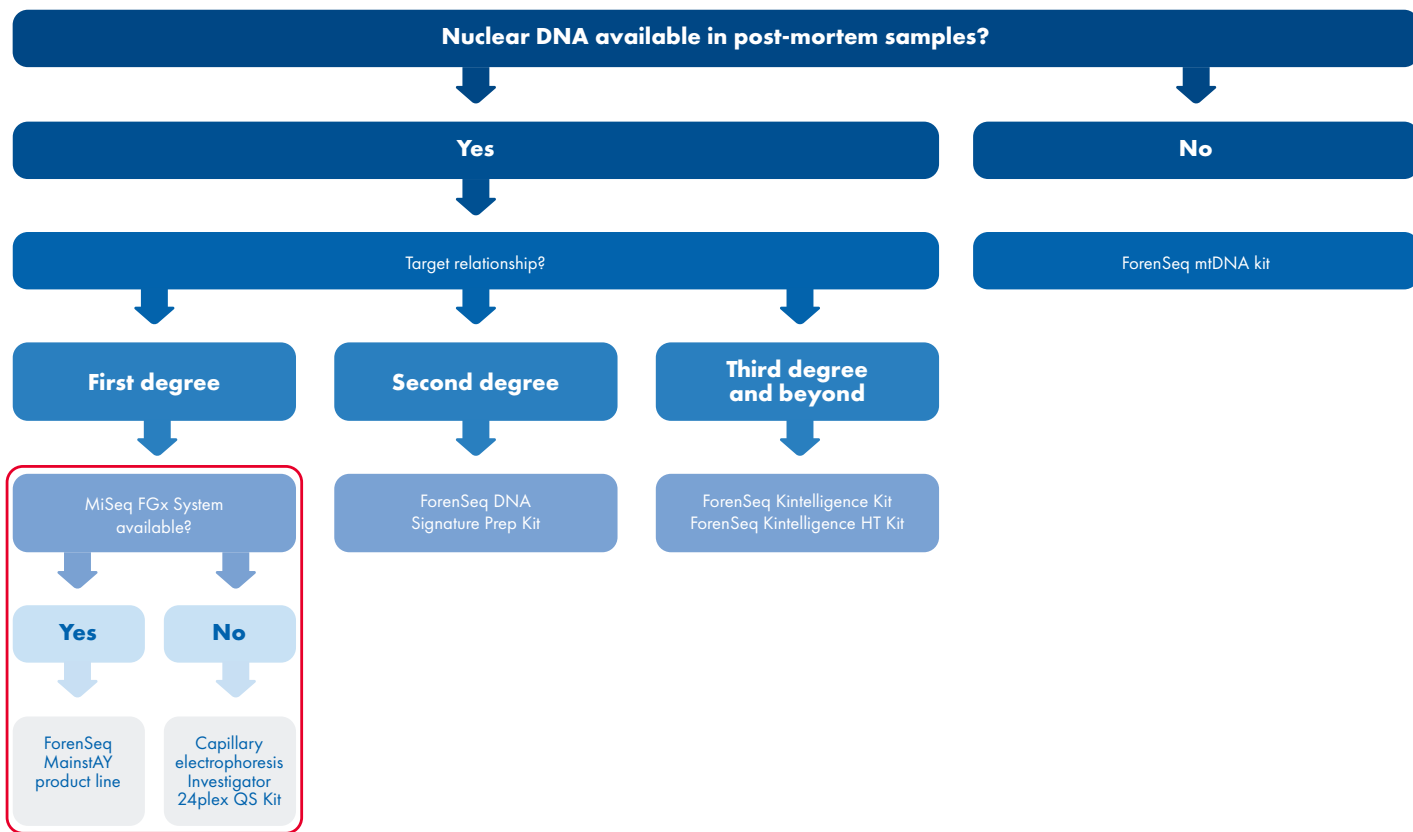 Nuclear DNA available in post-mortem samples?
Yes
No
Target relationship?
ForenSeq mtDNA kit
First degree
Second degree
Third degree
and beyond
MiSeq FGx System
available?
ForenSeq DNA
Signature Prep Kit
ForenSeq Kintelligence Kit
ForenSeq Kintelligence HT Kit
Yes
No
ForenSeq
MainstAY
product line
Capillary
electrophoresis
Investigator
24plex QS Kit